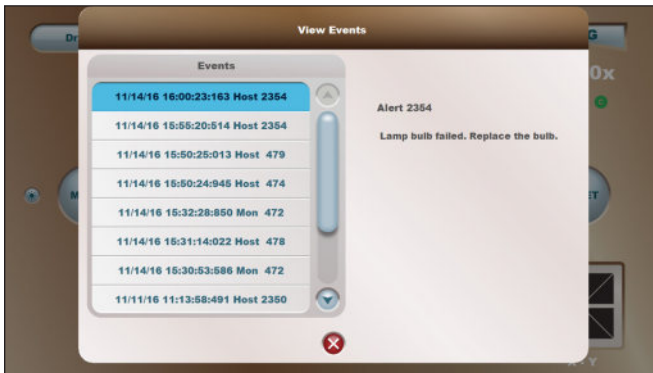 View Events
Dr
G
Events
0x
11/14/16 16:00:23:163 Host 2354
11/14/16 15:55:20:514 Host 2354
11/14/16 15:50:25:013 Host 479
11/14/16 15:50:24:945 Host 474
11/14/16 15:32:28:850 Mon 472
11/14/16 15:31:14:022 Host 478
11/14/16 15:30:53:586 Mon 472
11/11/16 11:13:58:491 Host 2350
Alert 2354
Lamp bulb failed. Replace the bulb.
M
ET
X - Y